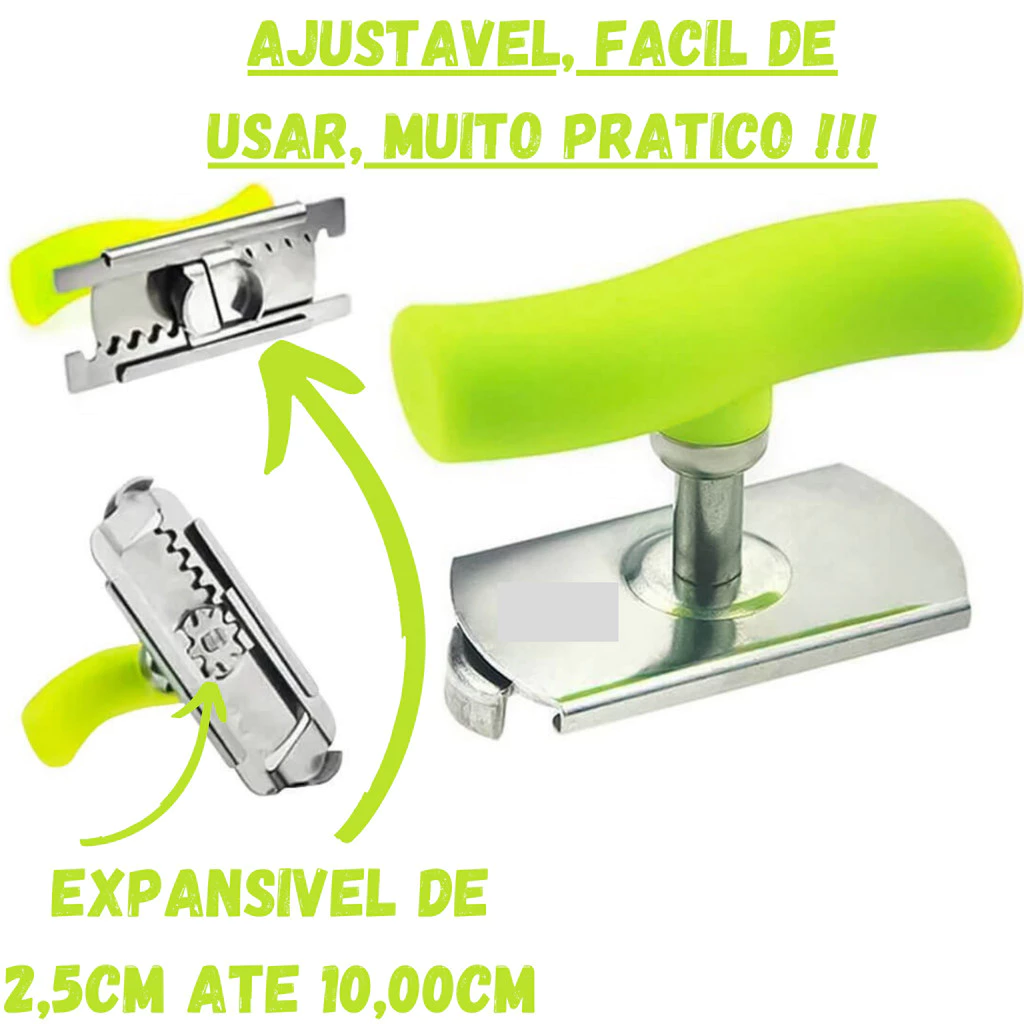 AJUSTAVEL, FACIL DE
USAR, MUITO PRATICO !!!
EXPANSIVEL DE
2,5CM ATE 10,00CM